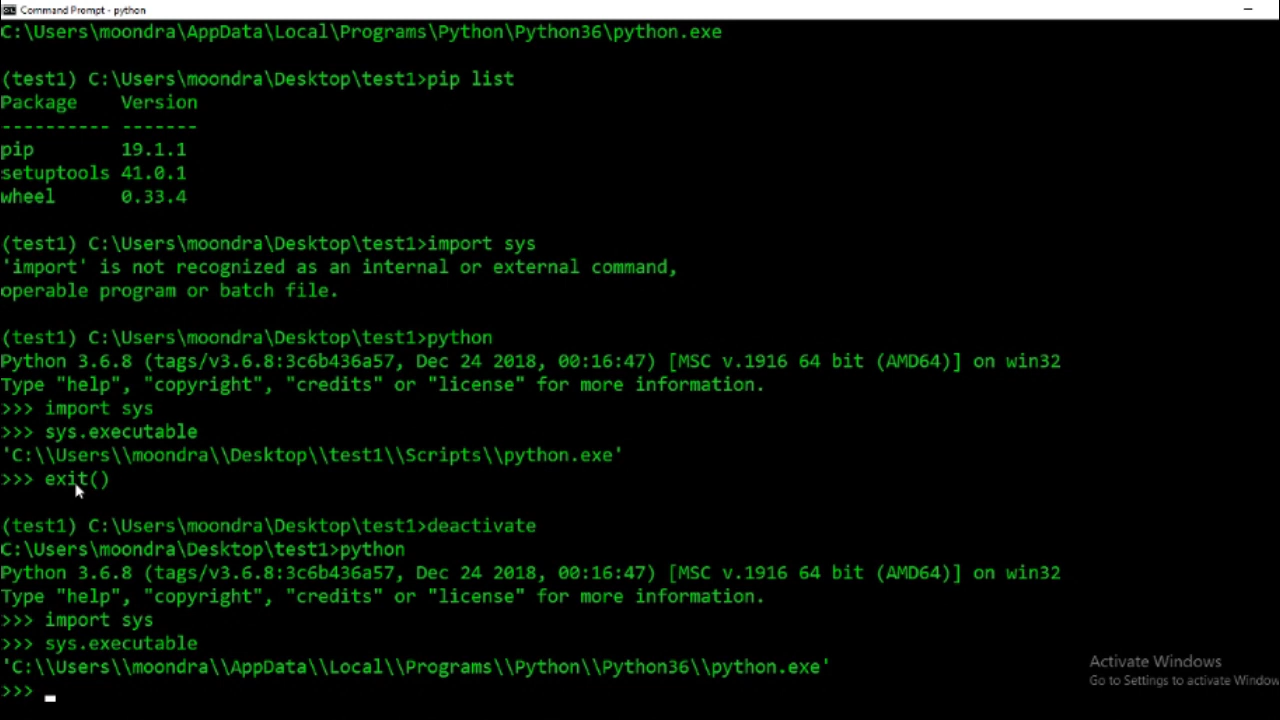 Command Prompt - python
C:\Users\moondra\AppData\Local\Programs\Python\Python36\python.exe
(test1) C:\Users\moondra\Desktop\test1>pip list
Package    Version
---------- -------
pip        19.1.1
setuptools 41.0.1
wheel      0.33.4
(test1) C:\Users\moondra\Desktop\test1>import sys
'import' is not recognized as an internal or external command,
operable program or batch file.
(test1) C:\Users\moondra\Desktop\test1>python
Python 3.6.8 (tags/v3.6.8:3c6b436a57, Dec 24 2018, 00:16:47) [MSC v.1916 64 bit (AMD64)] on win32
Type "help", "copyright", "credits" or "license" for more information.
>>> import sys
>>> sys.executable
'C:\\Users\\moondra\\Desktop\\test1\\Scripts\\python.exe'
>>> exit()
(test1) C:\Users\moondra\Desktop\test1>deactivate
C:\Users\moondra\Desktop\test1>python
Python 3.6.8 (tags/v3.6.8:3c6b436a57, Dec 24 2018, 00:16:47) [MSC v.1916 64 bit (AMD64)] on win32
Type "help", "copyright", "credits" or "license" for more information.
>>> import sys
>>> sys.executable
'C:\\Users\\moondra\\AppData\\Local\\Programs\\Python\\Python36\\python.exe'
>>>
Activate Windows
Go to Settings to activate Window